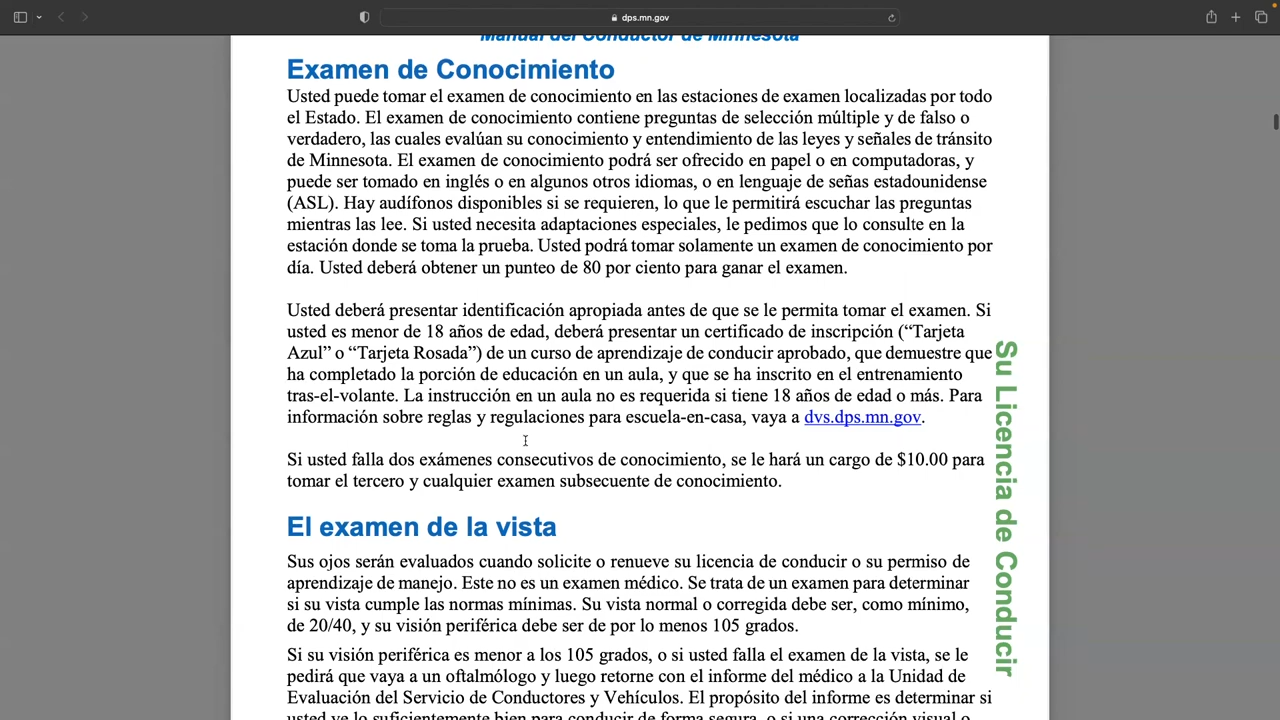 dps.mn.gov
Manual del Conductor de Minnesota
Examen de Conocimiento
Usted puede tomar el examen de conocimiento en las estaciones de examen localizadas por todo
el Estado. El examen de conocimiento contiene preguntas de selección múltiple y de falso o
verdadero, las cuales evalúan su conocimiento y entendimiento de las leyes y señales de tránsito
de Minnesota. El examen de conocimiento podrá ser ofrecido en papel o en computadoras, y
puede ser tomado en inglés o en algunos otros idiomas, o en lenguaje de señas estadounidense
(ASL). Hay audífonos disponibles si se requieren, lo que le permitirá escuchar las preguntas
mientras las lee. Si usted necesita adaptaciones especiales, le pedimos que lo consulte en la
estación donde se toma la prueba. Usted podrá tomar solamente un examen de conocimiento por
día. Usted deberá obtener un punteo de 80 por ciento para ganar el examen.
Usted deberá presentar identificación apropiada antes de que se le permita tomar el examen. Si
usted es menor de 18 años de edad, deberá presentar un certificado de inscripción (“Tarjeta
Azul” o “Tarjeta Rosada”) de un curso de aprendizaje de conducir aprobado, que demuestre que
ha completado la porción de educación en un aula, y que se ha inscrito en el entrenamiento
tras-el-volante. La instrucción en un aula no es requerida si tiene 18 años de edad o más. Para
información sobre reglas y regulaciones para escuela-en-casa, vaya a dvs.dps.mn.gov.
Si usted falla dos exámenes consecutivos de conocimiento, se le hará un cargo de $10.00 para
tomar el tercero y cualquier examen subsecuente de conocimiento.
El examen de la vista
Sus ojos serán evaluados cuando solicite o renueve su licencia de conducir o su permiso de
aprendizaje de manejo. Este no es un examen médico. Se trata de un examen para determinar
si su vista cumple las normas mínimas. Su vista normal o corregida debe ser, como mínimo,
de 20/40, y su visión periférica debe ser de por lo menos 105 grados.
Si su visión periférica es menor a los 105 grados, o si usted falla el examen de la vista, se le
pedirá que vaya a un oftalmólogo y luego retorne con el informe del médico a la Unidad de
Evaluación del Servicio de Conductores y Vehículos. El propósito del informe es determinar si
usted ve lo suficientemente bien para conducir de forma segura, o si una corrección visual o
Su Licencia de Conducir